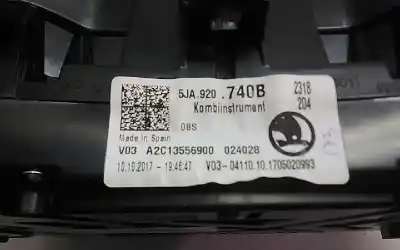 5JA.920.740B 2318
Kombiinstrument 204
DBS
Made in Spain
V03 A2C13556900 024028
10.10.2017 - 19:46:47 V03-04110.10.1705020993